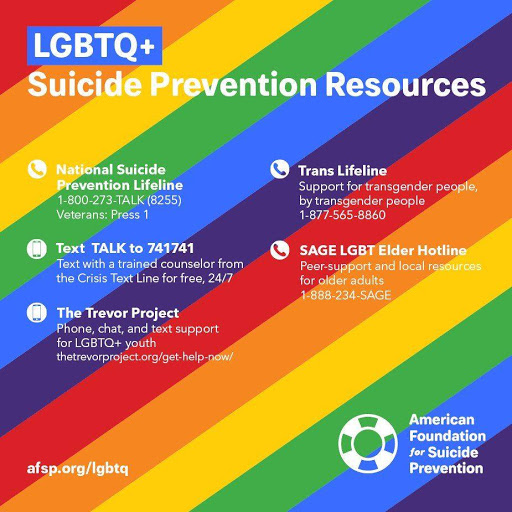 LGBTQ+
Suicide Prevention Resources
National Suicide
Prevention Lifeline
1-800-273-TALK (8255)
Veterans: Press 1
Text TALK to 741741
Text with a trained counselor from
the Crisis Text Line for free, 24/7
The Trevor Project
Phone, chat, and text support
for LGBTQ+ youth
thetrevorproject.org/get-help-now/
Trans Lifeline
Support for transgender people,
by transgender people
1-877-565-8860
SAGE LGBT Elder Hotline
Peer-support and local resources
for older adults
1-888-234-SAGE
afsp.org/lgbtq
American
Foundation
for Suicide
Prevention